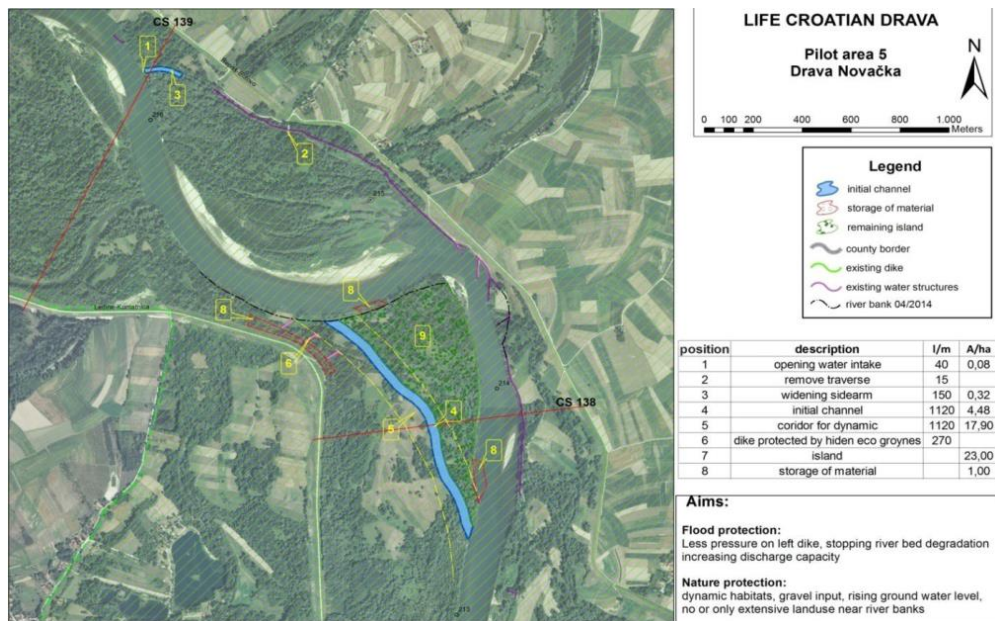 LIFE CROATIAN DRAVA
Pilot area 5
Drava Novačka
N
0 100 200 400 600 800 1.000
Meters
Legend
initial channel
storage of material
remaining island
county border
existing dike
existing water structures
river bank 04/2014
position description l/m A/ha
1 opening water intake 40 0,08
2 remove traverse 15
3 widening sidearm 150 0,32
4 initial channel 1120 4,48
5 coridor for dynamic 1120 17,90
6 dike protected by hiden eco groynes 270
7 island 23,00
8 storage of material 1,00
Aims:
Flood protection:
Less pressure on left dike, stopping river bed degradation
increasing discharge capacity
Nature protection:
dynamic habitats, gravel input, rising ground water level,
no or only extensive landuse near river banks
CS 139
1
3
216
2
215
8
8
6
9
214
CS 138
5
4
8
213